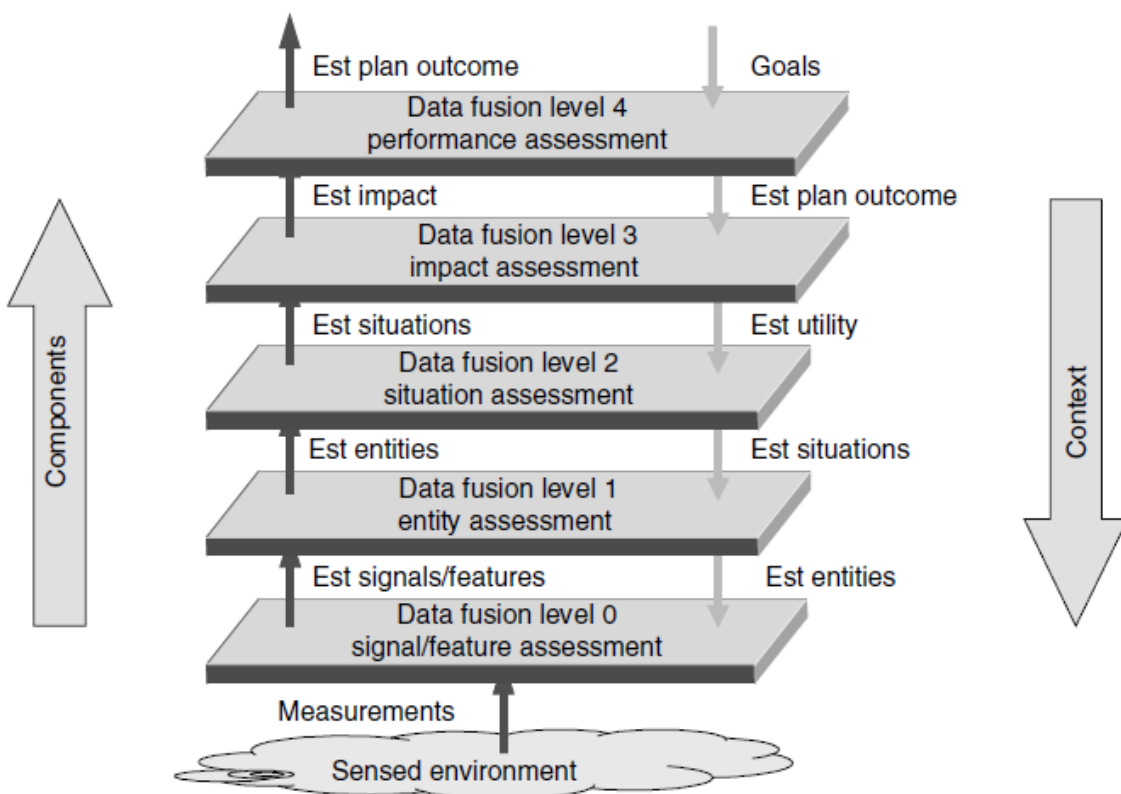 Est plan outcome
Goals
Data fusion level 4
performance assessment
Est impact
Est plan outcome
Data fusion level 3
impact assessment
Est situations
Est utility
Data fusion level 2
situation assessment
Est entities
Est situations
Data fusion level 1
entity assessment
Est signals/features
Est entities
Data fusion level 0
signal/feature assessment
Measurements
Sensed environment
Components
Context